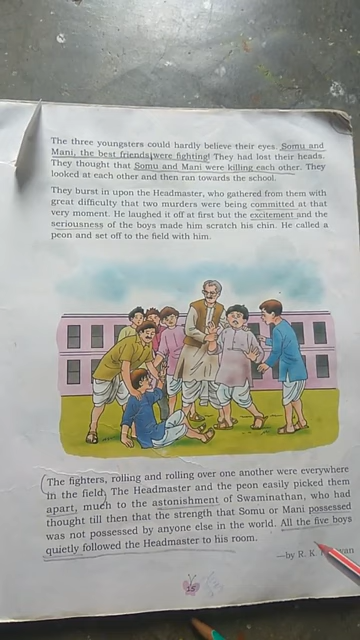 The three youngsters could hardly believe their eyes. Somu and
Mani, the best friends, were fighting! They had lost their heads.
They thought that Somu and Mani were killing each other. They
looked at each other and then ran towards the school.
They burst in upon the Headmaster, who gathered from them with
great difficulty that two murders were being committed at that
very moment. He laughed it off at first but the excitement and the
seriousness of the boys made him scratch his chin. He called a
peon and set off to the field with him.
The fighters, rolling and rolling over one another were everywhere
in the field. The Headmaster and the peon easily picked them
apart, much to the astonishment of Swaminathan, who had
thought till then that the strength that Somu or Mani possessed
was not possessed by anyone else in the world. All the five boys
quietly followed the Headmaster to his room.
—by R. K.
15